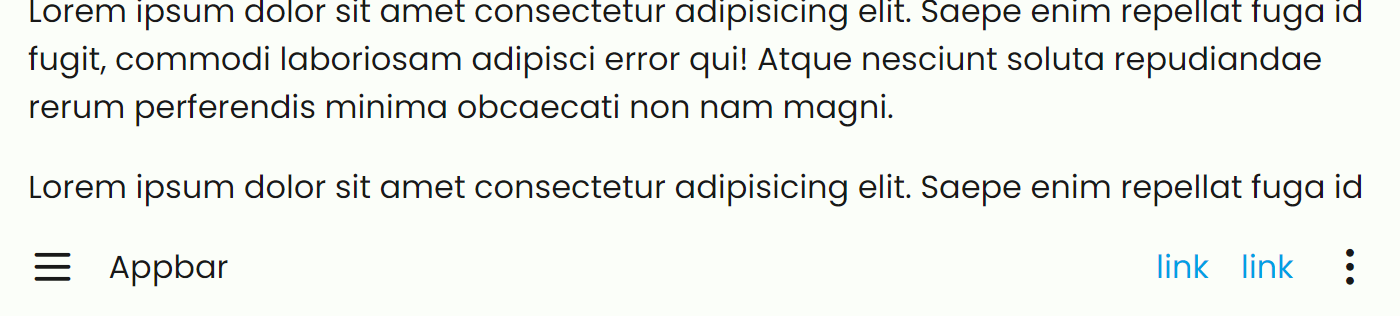 Lorem ipsum dolor sit amet consectetur adipisicing elit. Saepe enim repellat fuga id
fugit, commodi laboriosam adipisci error qui! Atque nesciunt soluta repudiandae
rerum perferendis minima obcaecati non nam magni.
Lorem ipsum dolor sit amet consectetur adipisicing elit. Saepe enim repellat fuga id
Appbar link link